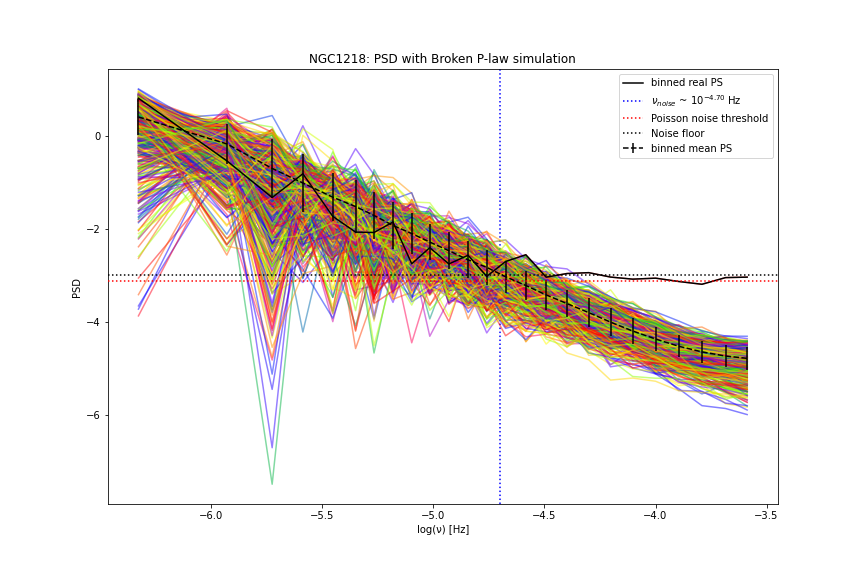 NGC1218: PSD with Broken P-law simulation
binned real PS
ν_noise ~ 10^−4.70 Hz
Poisson noise threshold
Noise floor
binned mean PS
PSD
0
−2
−4
−6
−6.0 −5.5 −5.0 −4.5 −4.0 −3.5
log(ν) [Hz]